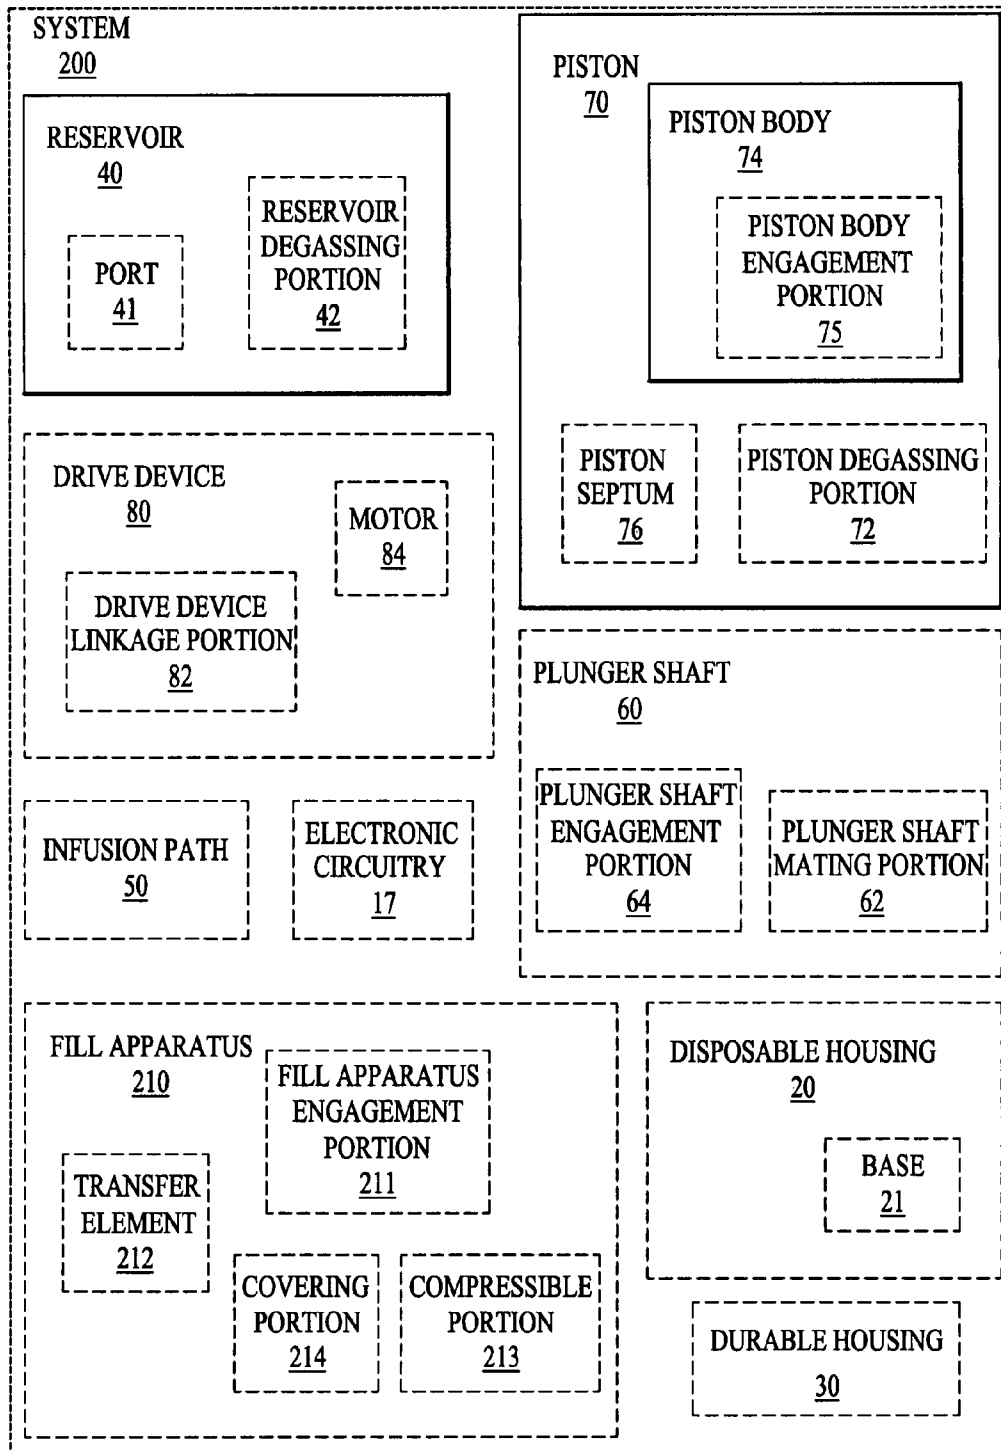 SYSTEM
200
RESERVOIR
40
PORT
41
RESERVOIR
DEGASSING
PORTION
42
PISTON
70
PISTON BODY
74
PISTON BODY
ENGAGEMENT
PORTION
75
PISTON
SEPTUM
76
PISTON DEGASSING
PORTION
72
DRIVE DEVICE
80
MOTOR
84
DRIVE DEVICE
LINKAGE PORTION
82
PLUNGER SHAFT
60
PLUNGER SHAFT
ENGAGEMENT
PORTION
64
PLUNGER SHAFT
MATING PORTION
62
INFUSION PATH
50
ELECTRONIC
CIRCUITRY
17
FILL APPARATUS
210
FILL APPARATUS
ENGAGEMENT
PORTION
211
TRANSFER
ELEMENT
212
COVERING
PORTION
214
COMPRESSIBLE
PORTION
213
DISPOSABLE HOUSING
20
BASE
21
DURABLE HOUSING
30